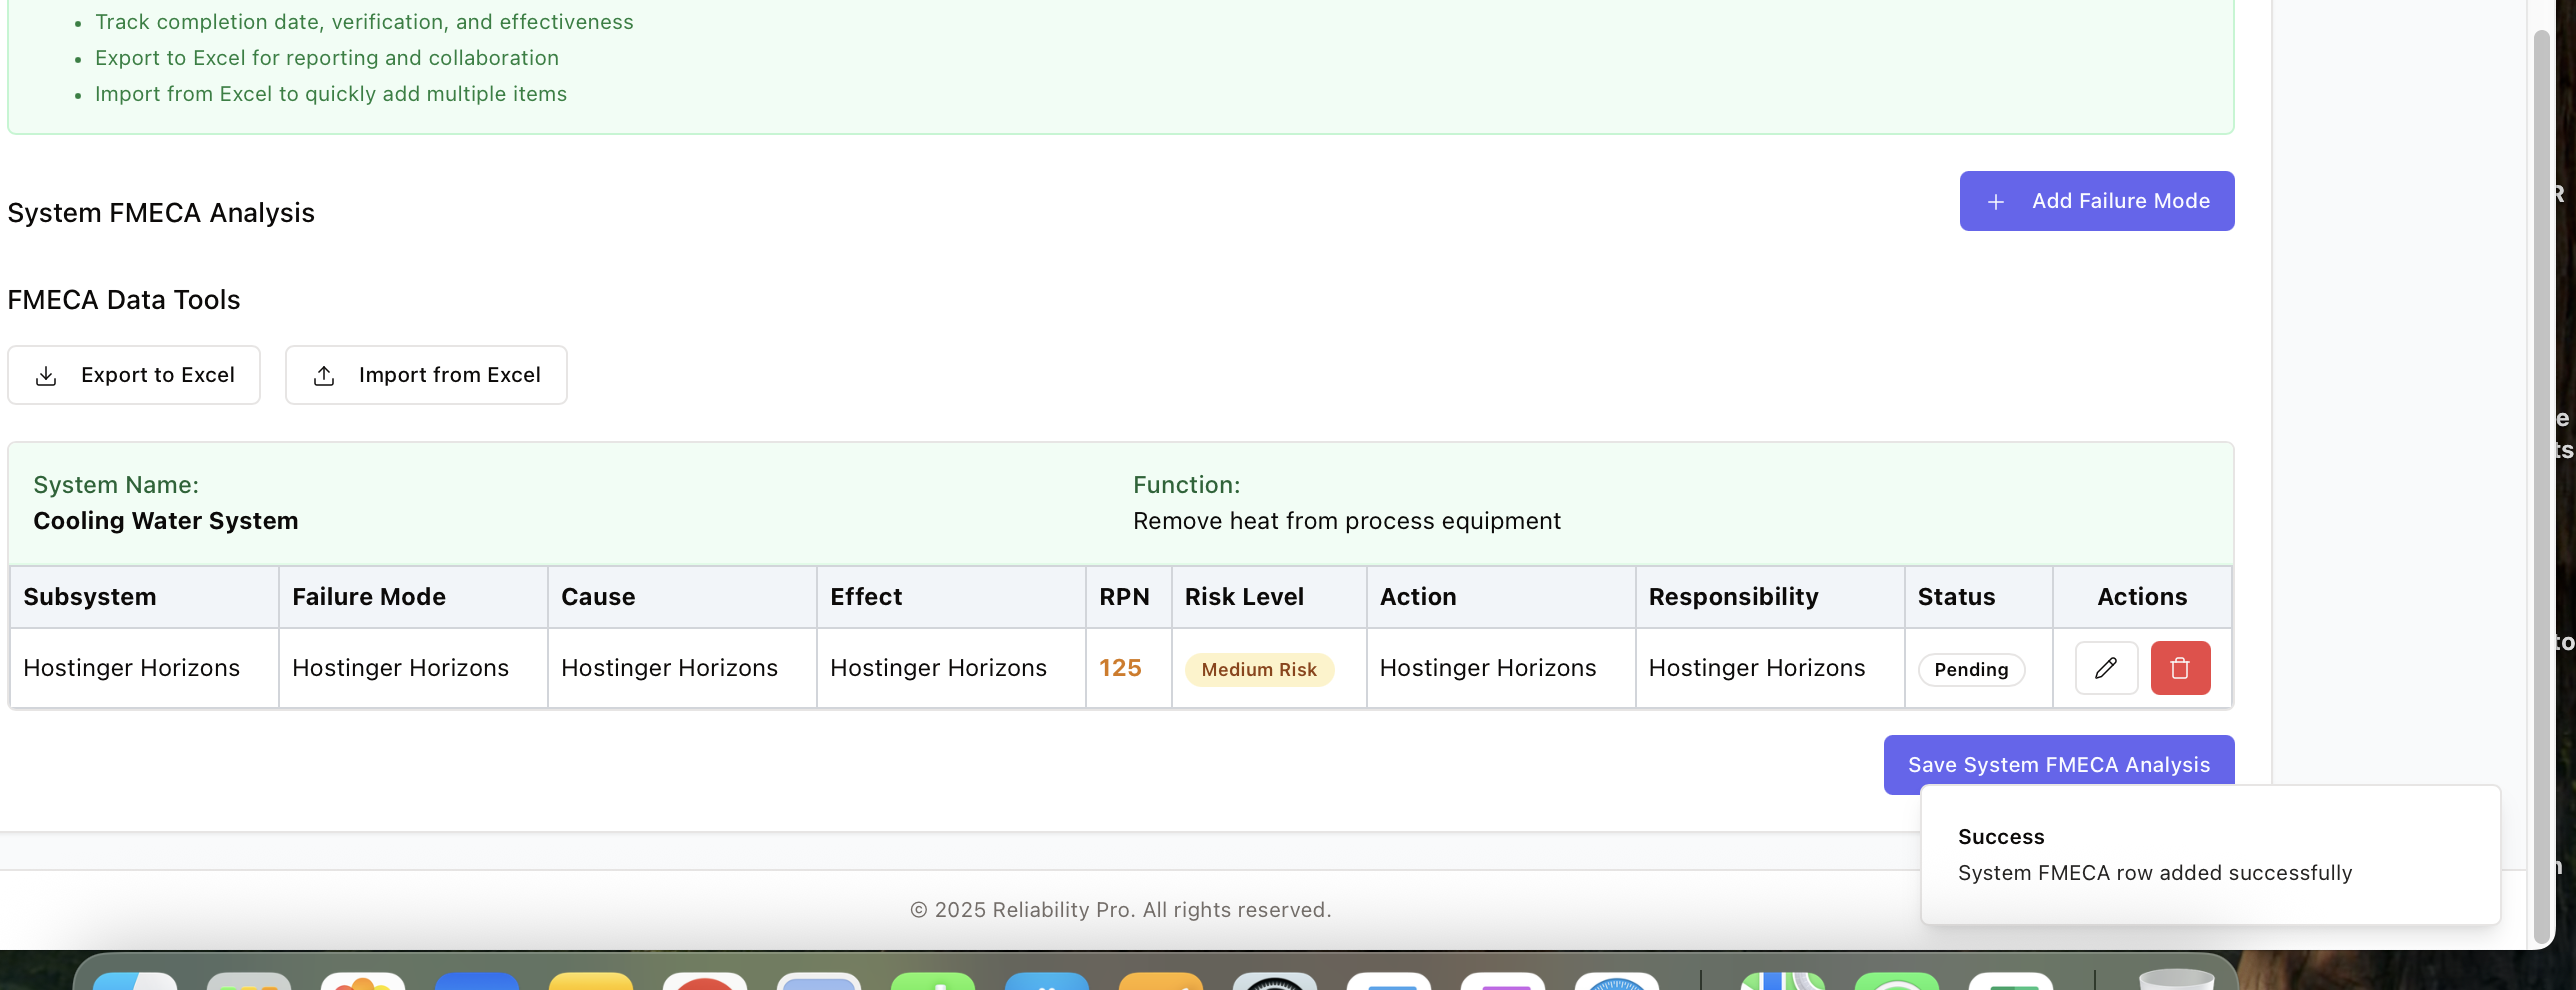 Track completion date, verification, and effectiveness
Export to Excel for reporting and collaboration
Import from Excel to quickly add multiple items
System FMECA Analysis
Add Failure Mode
FMECA Data Tools
Export to Excel
Import from Excel
System Name:
Cooling Water System
Function:
Remove heat from process equipment
Subsystem Failure Mode Cause Effect RPN Risk Level Action Responsibility Status Actions
Hostinger Horizons Hostinger Horizons Hostinger Horizons Hostinger Horizons 125 Medium Risk Hostinger Horizons Hostinger Horizons Pending
Save System FMECA Analysis
Success
System FMECA row added successfully
© 2025 Reliability Pro. All rights reserved.